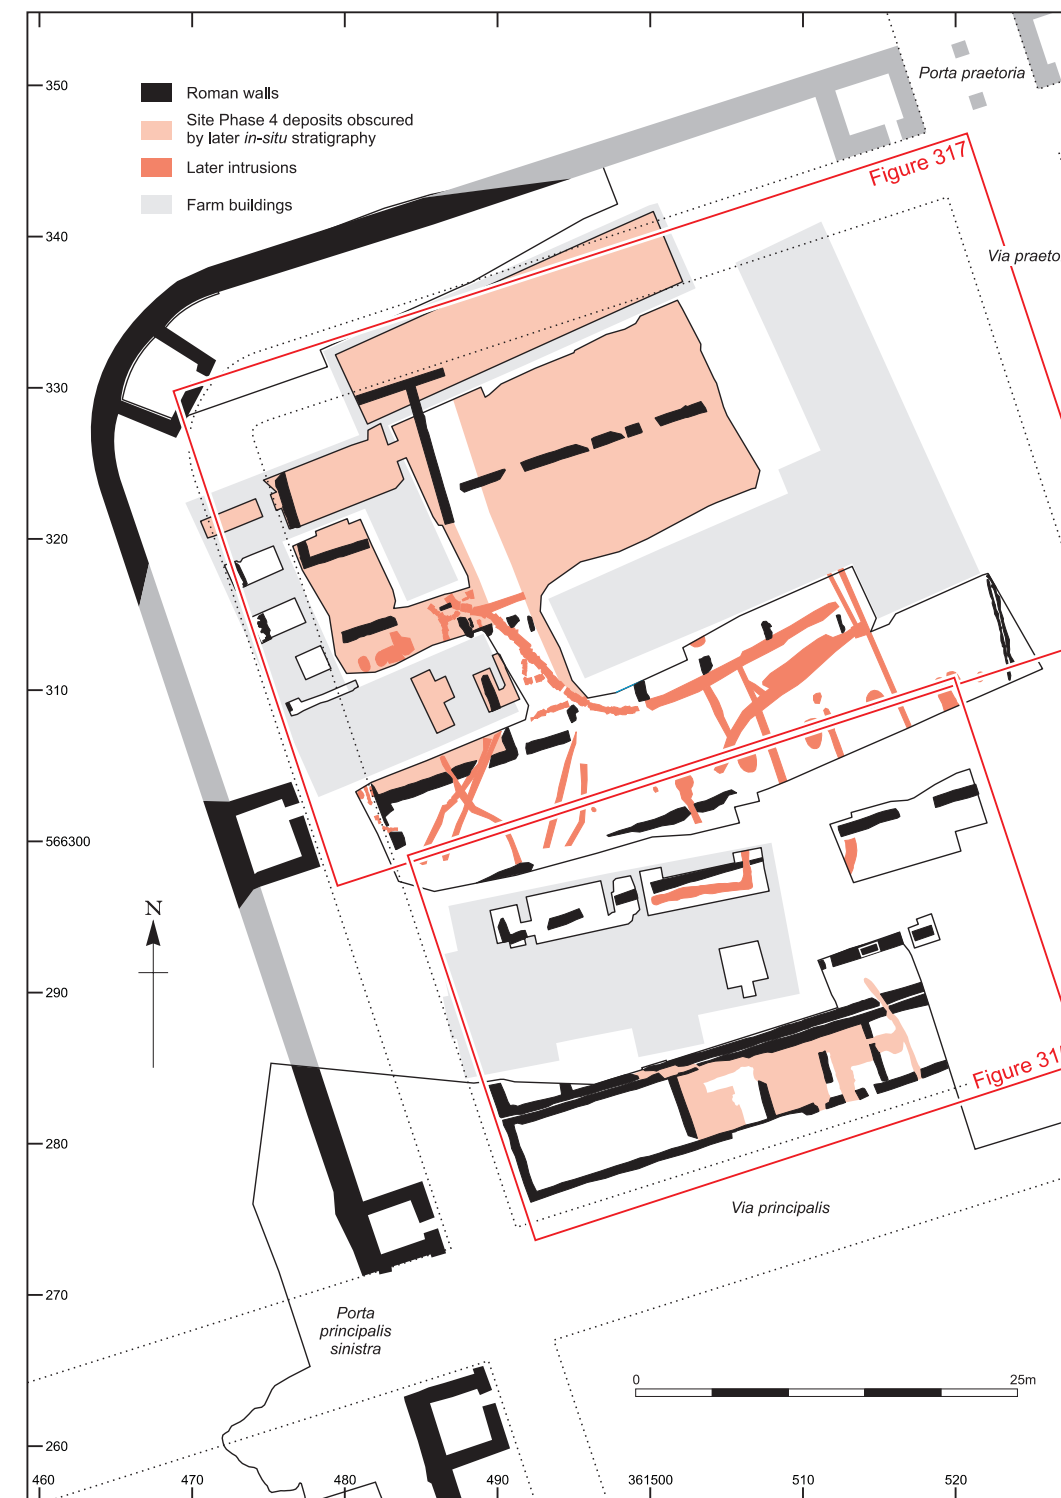 350
340
330
320
310
566300
290
280
270
260
Roman walls
Site Phase 4 deposits obscured
by later in-situ stratigraphy
Later intrusions
Farm buildings
Porta praetoria
Figure 317
Via praeto
N
Figure 31
Via principalis
Porta
principalis
sinistra
0 25m
460 470 480 490 361500 510 520